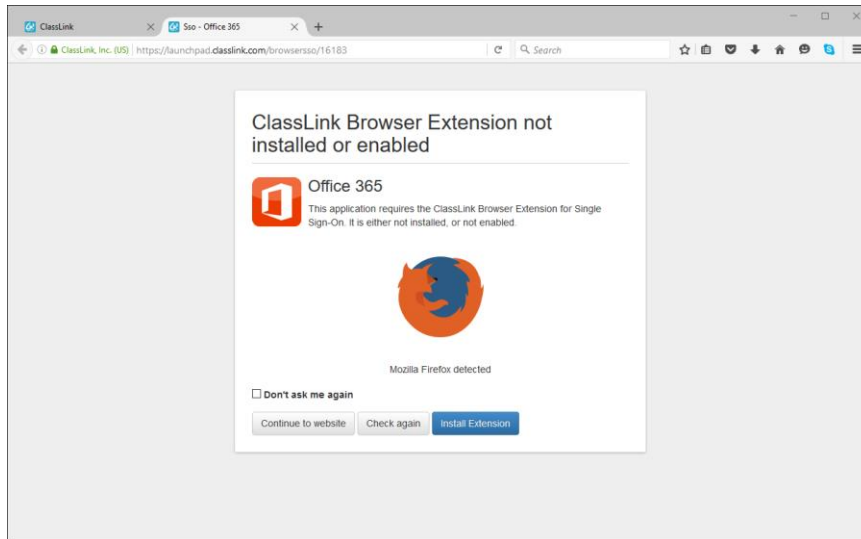 ClassLink
Sso - Office 365
ClassLink, Inc. (US)
https://launchpad.classlink.com/browsersso/16183
Search
ClassLink Browser Extension not
installed or enabled
Office 365
This application requires the ClassLink Browser Extension for Single
Sign-On. It is either not installed, or not enabled.
Mozilla Firefox detected
Don't ask me again
Continue to website
Check again
Install Extension